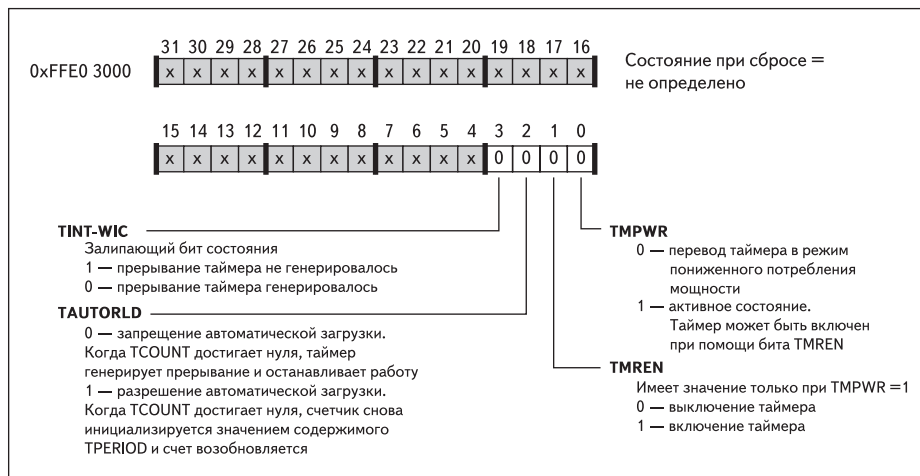 31 30 29 28 27 26 25 24 23 22 21 20 19 18 17 16
0xFFE0 3000
x x x x x x x x x x x x x x x x
Состояние при сбросе =
не определено
15 14 13 12 11 10 9 8 7 6 5 4 3 2 1 0
x x x x x x x x x x x x 0 0 0 0
TINT-WIC
Залипающий бит состояния
1 — прерывание таймера не генерировалось
0 — прерывание таймера генерировалось
TAUTORLD
0 — запрещение автоматической загрузки.
Когда TCOUNT достигает нуля, таймер
генерирует прерывание и останавливает работу
1 — разрешение автоматической загрузки.
Когда TCOUNT достигает нуля, счетчик снова
инициализируется значением содержимого
TPERIOD и счет возобновляется
TMPWR
0 — перевод таймера в режим
пониженного потребления
мощности
1 — активное состояние.
Таймер может быть включен
при помощи бита TMREN
TMREN
Имеет значение только при TMPWR =1
0 — выключение таймера
1 — включение таймера